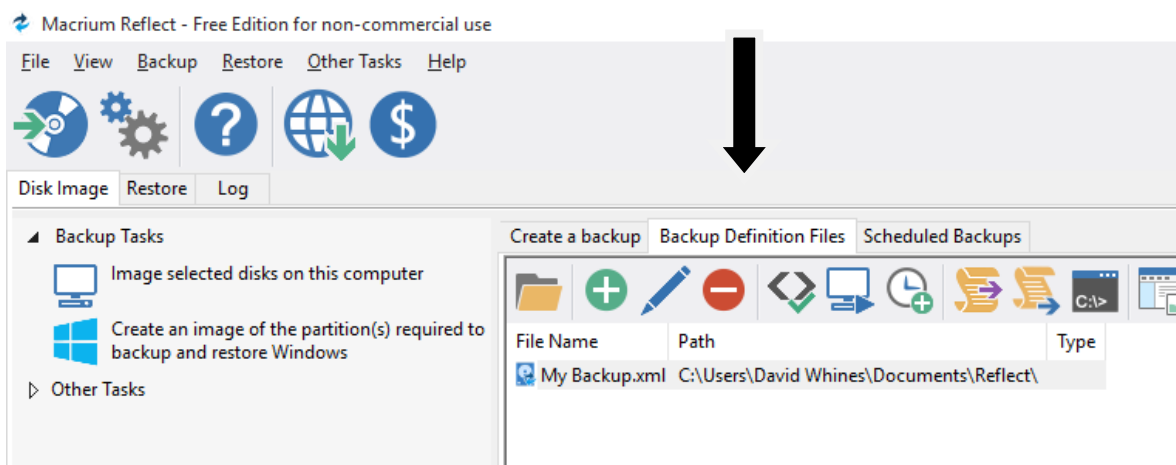 Macrium Reflect - Free Edition for non-commercial use
File View Backup Restore Other Tasks Help
Disk Image Restore Log
Backup Tasks
Image selected disks on this computer
Create an image of the partition(s) required to
backup and restore Windows
Other Tasks
Create a backup Backup Definition Files Scheduled Backups
C:\>
File Name Path Type
My Backup.xml C:\Users\David Whines\Documents\Reflect\